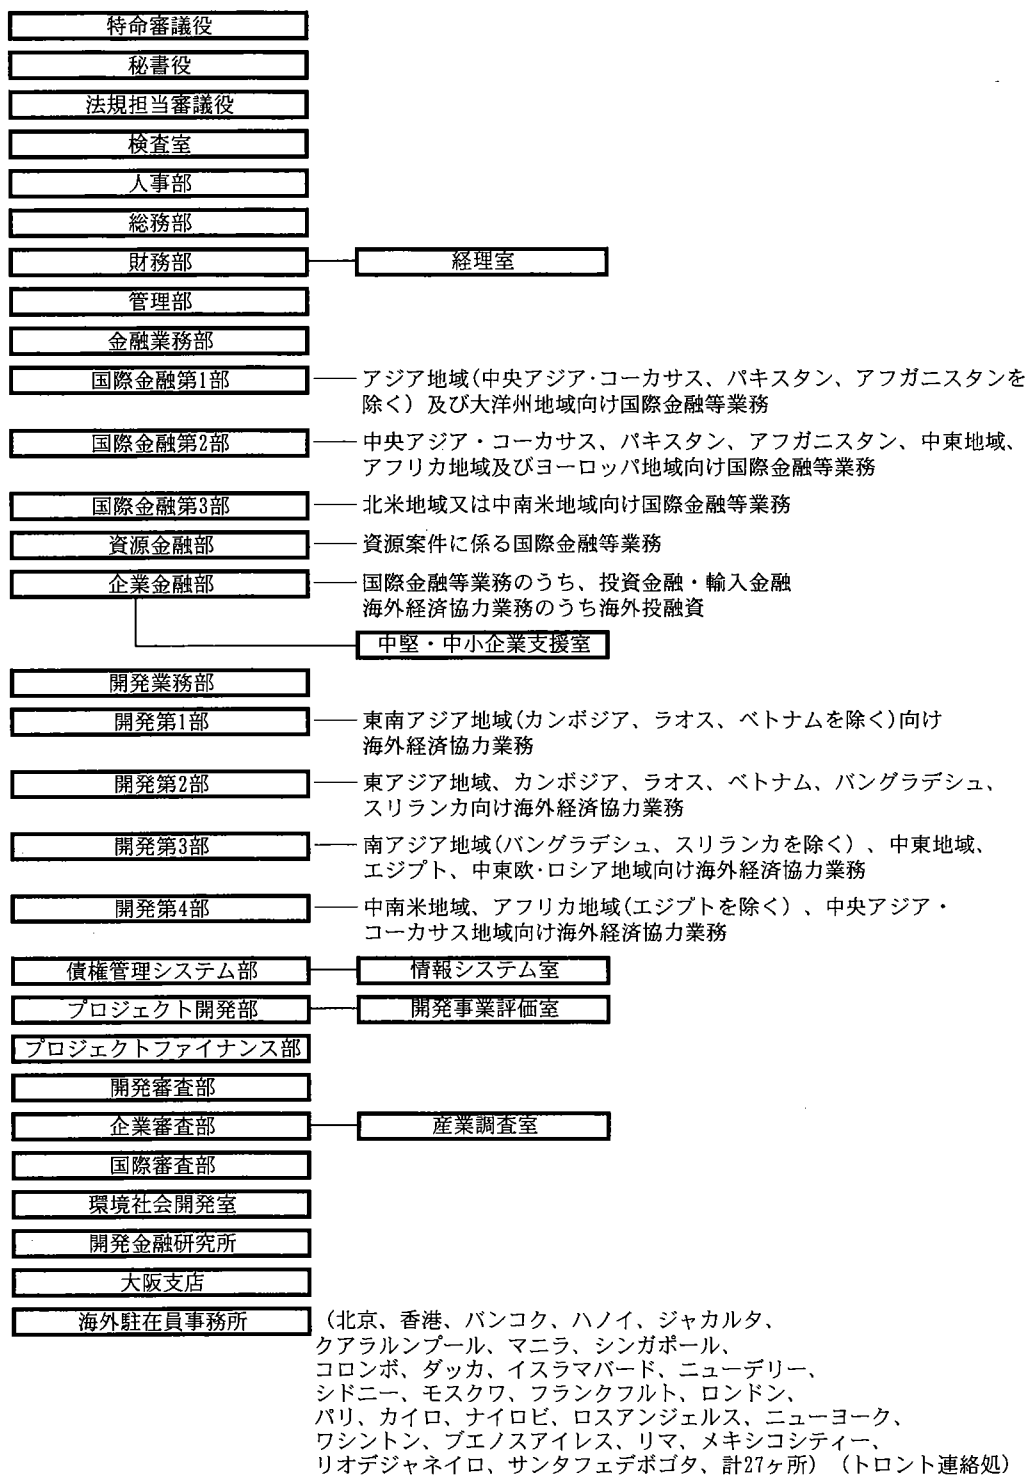 特命審議役
秘書役
法規担当審議役
検査室
人事部
総務部
財務部 経理室
管理部
金融業務部
国際金融第1部 アジア地域(中央アジア・コーカサス、パキスタン、アフガニスタンを
除く) 及び大洋州地域向け国際金融等業務
国際金融第2部 中央アジア・コーカサス、パキスタン、アフガニスタン、中東地域、
アフリカ地域及びヨーロッパ地域向け国際金融等業務
国際金融第3部 北米地域又は中南米地域向け国際金融等業務
資源金融部 資源案件に係る国際金融等業務
企業金融部 国際金融等業務のうち、投資金融・輸入金融
海外経済協力業務のうち海外投融資
中堅・中小企業支援室
開発業務部
開発第1部 東南アジア地域(カンボジア、ラオス、ベトナムを除く)向け
海外経済協力業務
開発第2部 東アジア地域、カンボジア、ラオス、ベトナム、バングラデシュ、
スリランカ向け海外経済協力業務
開発第3部 南アジア地域(バングラデシュ、スリランカを除く) 、中東地域、
エジプト、中東欧・ロシア地域向け海外経済協力業務
開発第4部 中南米地域、アフリカ地域(エジプトを除く) 、中央アジア・
コーカサス地域向け海外経済協力業務
債権管理システム部 情報システム室
プロジェクト開発部 開発事業評価室
プロジェクトファイナンス部
開発審査部
企業審査部 産業調査室
国際審査部
環境社会開発室
開発金融研究所
大阪支店
海外駐在員事務所 (北京、香港、バンコク、ハノイ、ジャカルタ、
クアラルンプール、マニラ、シンガポール、
コロンボ、ダッカ、イスラマバード、ニューデリー、
シドニー、モスクワ、フランクフルト、ロンドン、
パリ、カイロ、ナイロビ、ロスアンジェルス、ニューヨーク、
ワシントン、ブエノスアイレス、リマ、メキシコシティー、
リオデジャネイロ、サンタフェデボゴタ、計27ヶ所) (トロント連絡処)